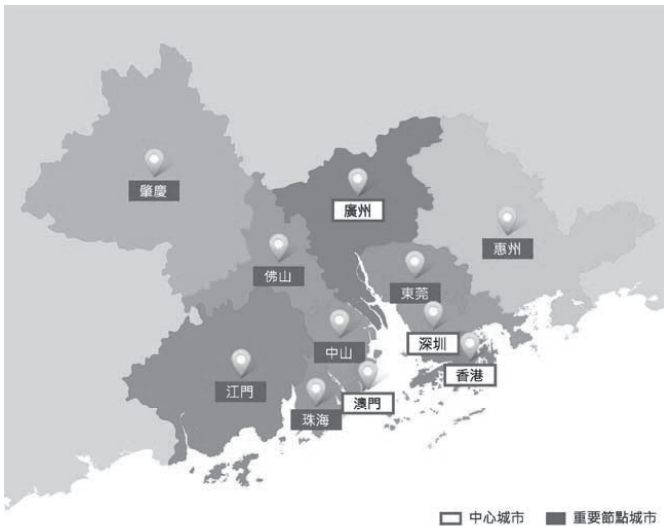 肇慶
廣州
惠州
佛山
東莞
深圳
中山
香港
江門
澳門
珠海
中心城市
重要節點城市